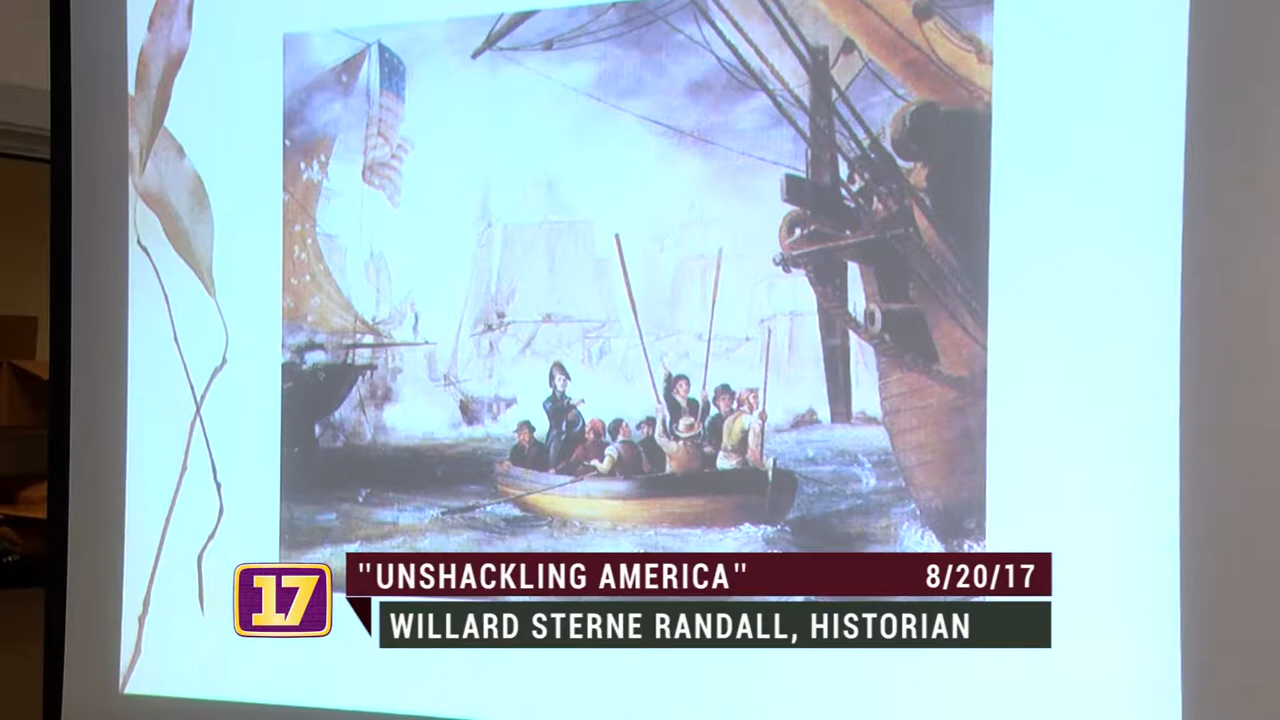 "UNSHACKLING AMERICA" 8/20/17
17 WILLARD STERNE RANDALL, HISTORIAN